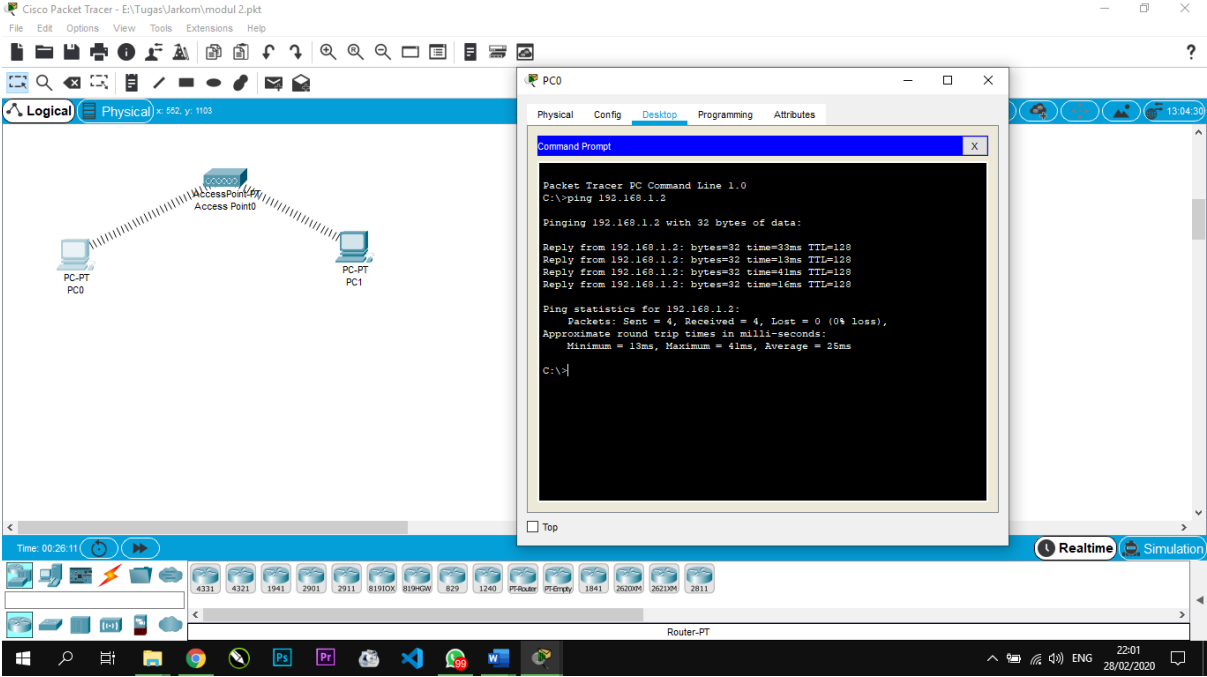 Cisco Packet Tracer - E:\Tugas\Jarkom\modul 2.pkt
File Edit Options View Tools Extensions Help
?
Logical Physical x: 552, y: 1103
13:04:30
AccessPoint-PT
Access Point0
PC-PT
PC0
PC-PT
PC1
PC0
Physical Config Desktop Programming Attributes
Command Prompt X
Packet Tracer PC Command Line 1.0
C:\>ping 192.168.1.2
Pinging 192.168.1.2 with 32 bytes of data:
Reply from 192.168.1.2: bytes=32 time=33ms TTL=128
Reply from 192.168.1.2: bytes=32 time=13ms TTL=128
Reply from 192.168.1.2: bytes=32 time=41ms TTL=128
Reply from 192.168.1.2: bytes=32 time=16ms TTL=128
Ping statistics for 192.168.1.2:
Packets: Sent = 4, Received = 4, Lost = 0 (0% loss),
Approximate round trip times in milli-seconds:
Minimum = 13ms, Maximum = 41ms, Average = 25ms
C:\>
Top
Time: 00:26:11
Realtime Simulation
4331 4321 1941 2901 2911 819IOX 819HGW 829 1240 PT-Router PT-Empty 1841 2620XM 2621XM 2811
Router-PT
Ps Pr 99 W
ENG
22:01
28/02/2020